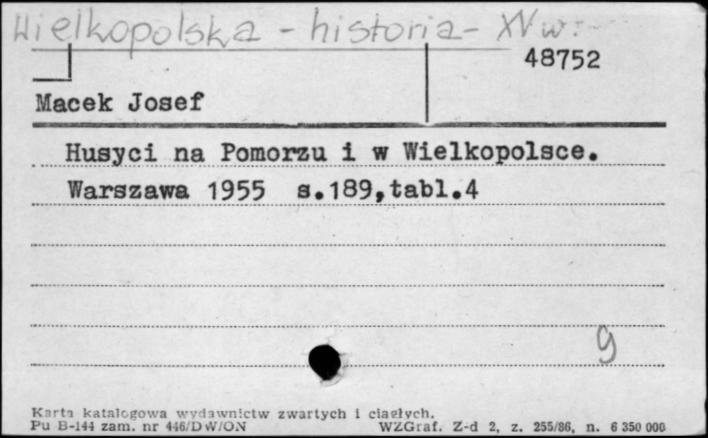 Wielkopolska - historia - XV w.
48752
Macek Josef
Husyci na Pomorzu i w Wielkopolsce.
Warszawa 1955 s.189,tabl.4
9
Karta katalogowa wydawnictw zwartych i ciągłych.
Pu B-144 zam. nr 446/DW/ON WZGraf. Z-d 2, z. 255/86, n. 6 350 000